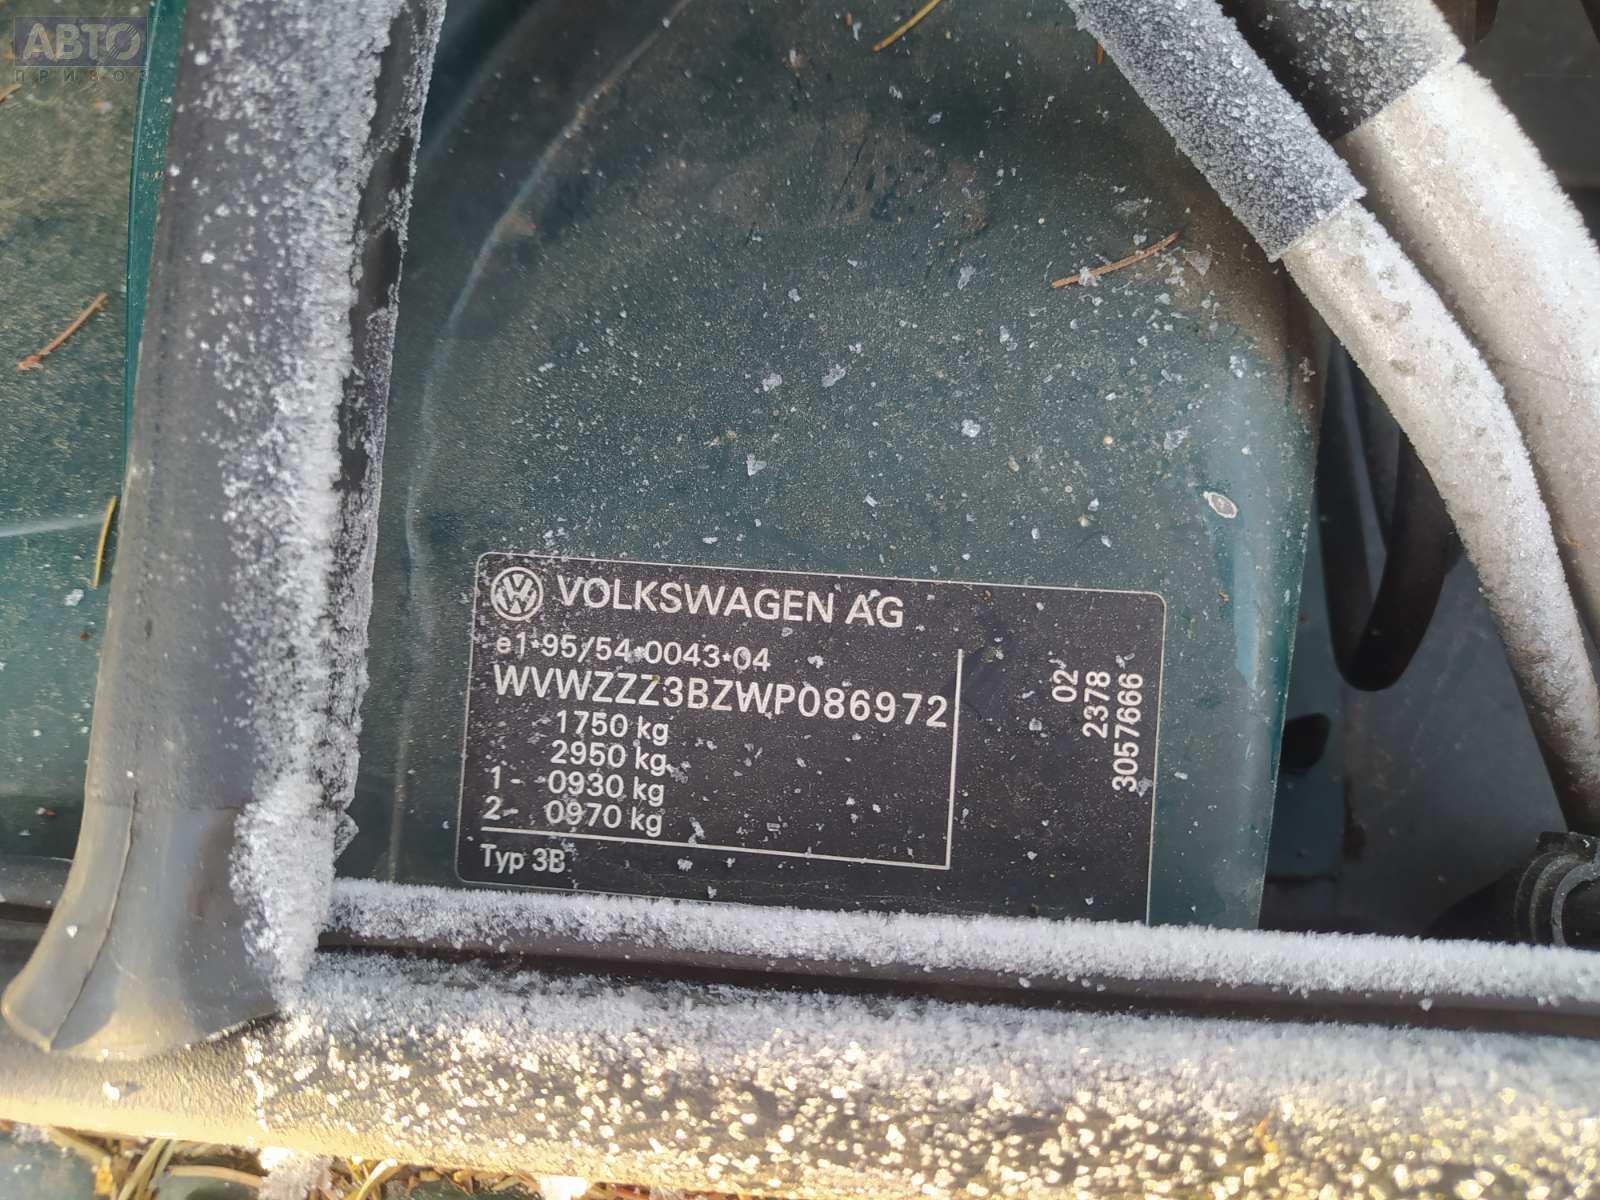 АВТО
ПРИВОЗ
VOLKSWAGEN AG
e1*95/54*0043*04
WVWZZZ3BZWP086972
1750 kg
2950 kg
1- 0930 kg
2- 0970 kg
Typ 3B
02
2378
3057666